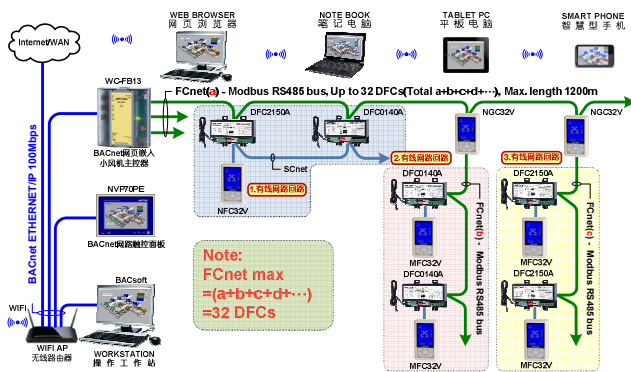 WEB BROWSER
网 页 浏 览 器
NOTE BOOK
笔 记 电 脑
TABLET PC
平 板 电 脑
SMART PHONE
智 慧 型 手 机
Internet/WAN
WC-FB13
FCnet(a) - Modbus RS485 bus, Up to 32 DFCs(Total a+b+c+d+···), Max. length 1200m
DFC2150A
DFC0140A
NGC32V
NGC32V
BACnet网页嵌入
小风机主控器
SCnet
1.有线网路回路
2.有线网路回路
3.有线网路回路
NFC32V
DFC0140A
DFC2150A
BACnet ETHERNET/IP 100Mbps
NVP70PE
BACnet网路触控面板
FCnet(b) - Modbus RS485 bus
FCnet(c) - Modbus RS485 bus
MFC32V
MFC32V
Note:
FCnet max
=(a+b+c+d+···)
=32 DFCs
DFC0140A
DFC2150A
BACsoft
WIFI
WIFI AP
无线路由器
WORKSTATION
操 作 工 作 站
MFC32V
MFC32V